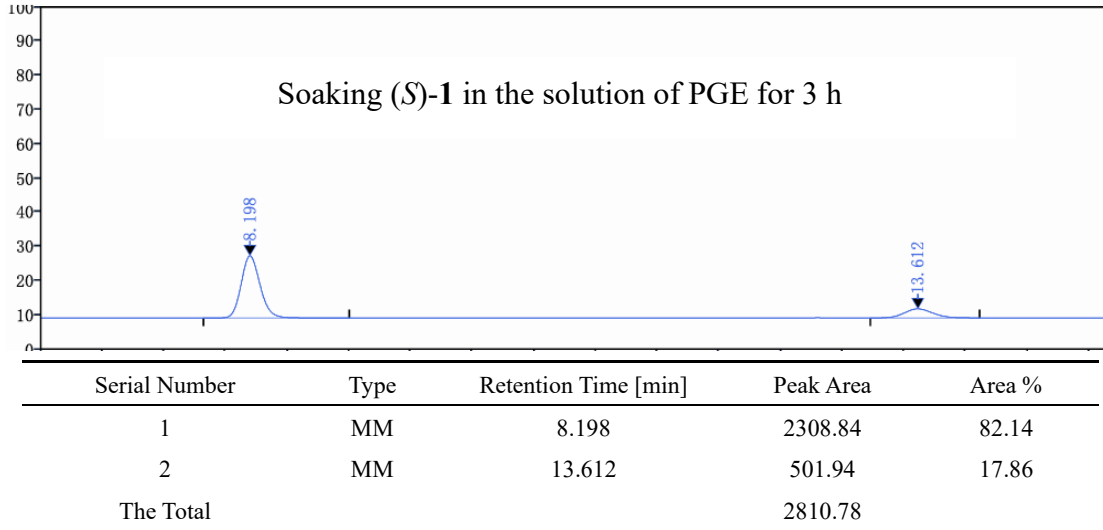 100
90
80
70
60
50
40
30
20
10
0
Soaking (S)-1 in the solution of PGE for 3 h
8.198
13.612
Serial Number Type Retention Time [min] Peak Area Area %
1 MM 8.198 2308.84 82.14
2 MM 13.612 501.94 17.86
The Total 2810.78